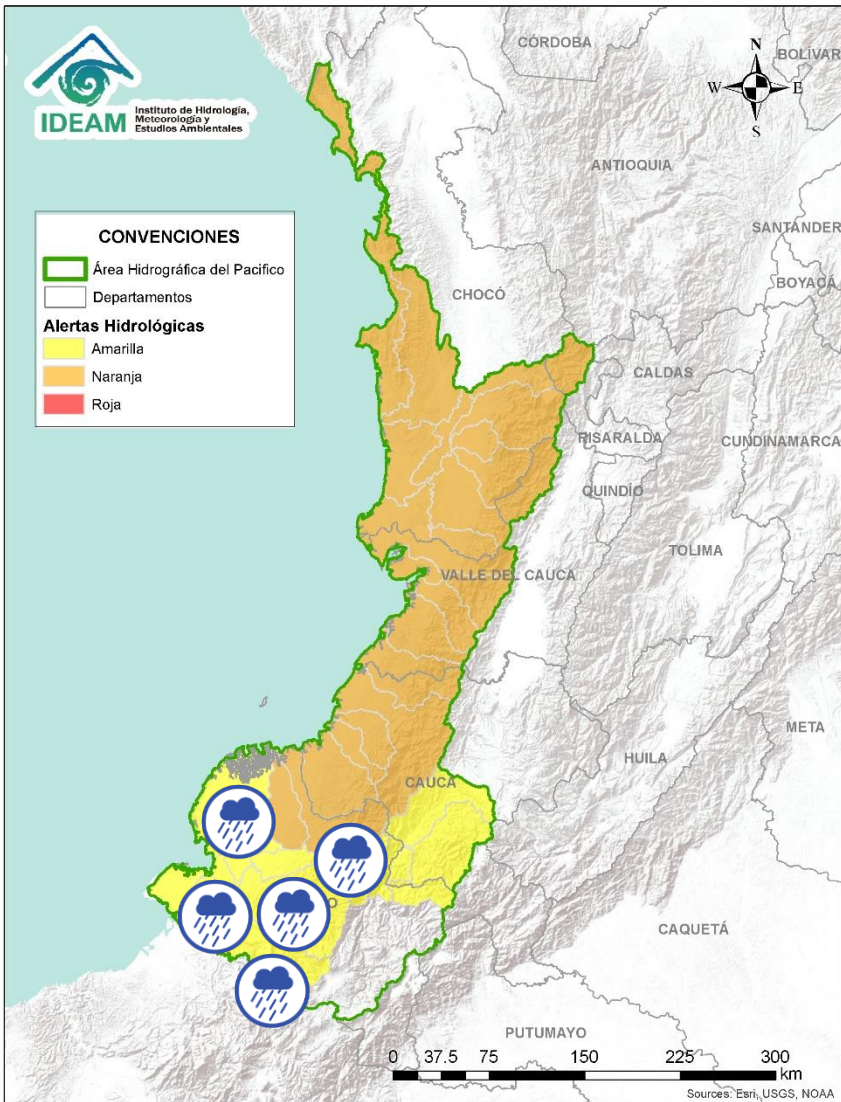 IDEAM
Instituto de Hidrología,
Meteorología y
Estudios Ambientales
CÓRDOBA
BOLÍVAR
N
W
E
S
ANTIOQUIA
SANTANDER
BOYACÁ
CONVENCIONES
Área Hidrográfica del Pacifico
Departamentos
Alertas Hidrológicas
Amarilla
Naranja
Roja
CHOCÓ
CALDAS
RISARALDA
CUNDINAMARCA
QUINDÍO
TOLIMA
VALLE DEL CAUCA
META
HUILA
CAUCA
CAQUETÁ
PUTUMAYO
0 37.5 75 150 225 300
km
Sources: Esri, USGS, NOAA